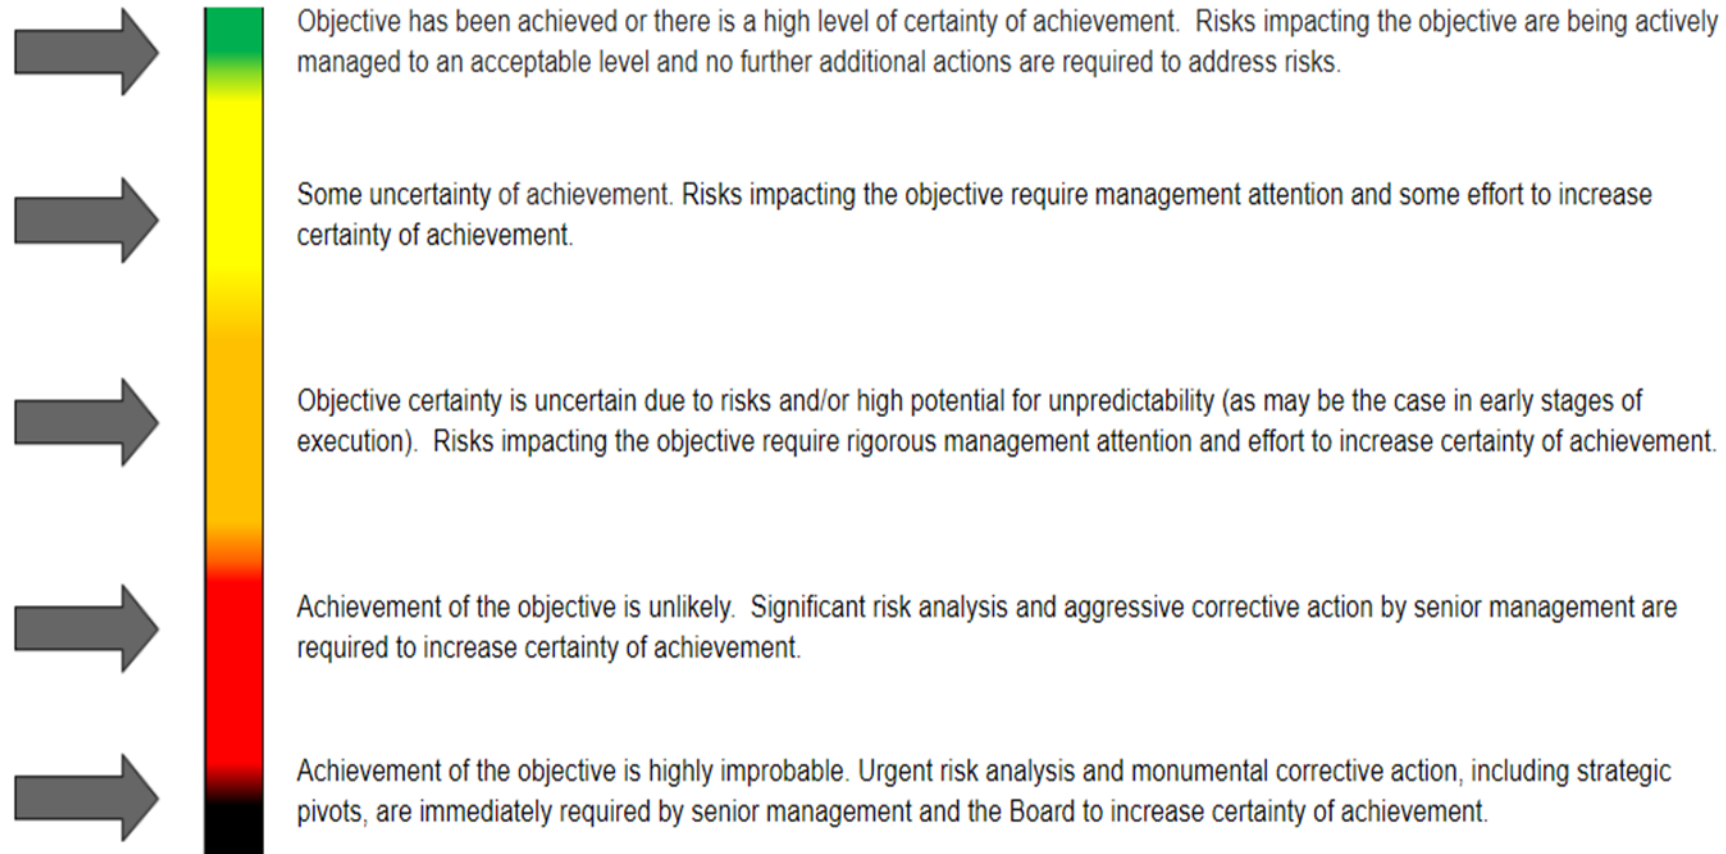 Objective has been achieved or there is a high level of certainty of achievement.  Risks impacting the objective are being actively
managed to an acceptable level and no further additional actions are required to address risks.
Some uncertainty of achievement. Risks impacting the objective require management attention and some effort to increase
certainty of achievement.
Objective certainty is uncertain due to risks and/or high potential for unpredictability (as may be the case in early stages of
execution).  Risks impacting the objective require rigorous management attention and effort to increase certainty of achievement.
Achievement of the objective is unlikely.  Significant risk analysis and aggressive corrective action by senior management are
required to increase certainty of achievement.
Achievement of the objective is highly improbable. Urgent risk analysis and monumental corrective action, including strategic
pivots, are immediately required by senior management and the Board to increase certainty of achievement.